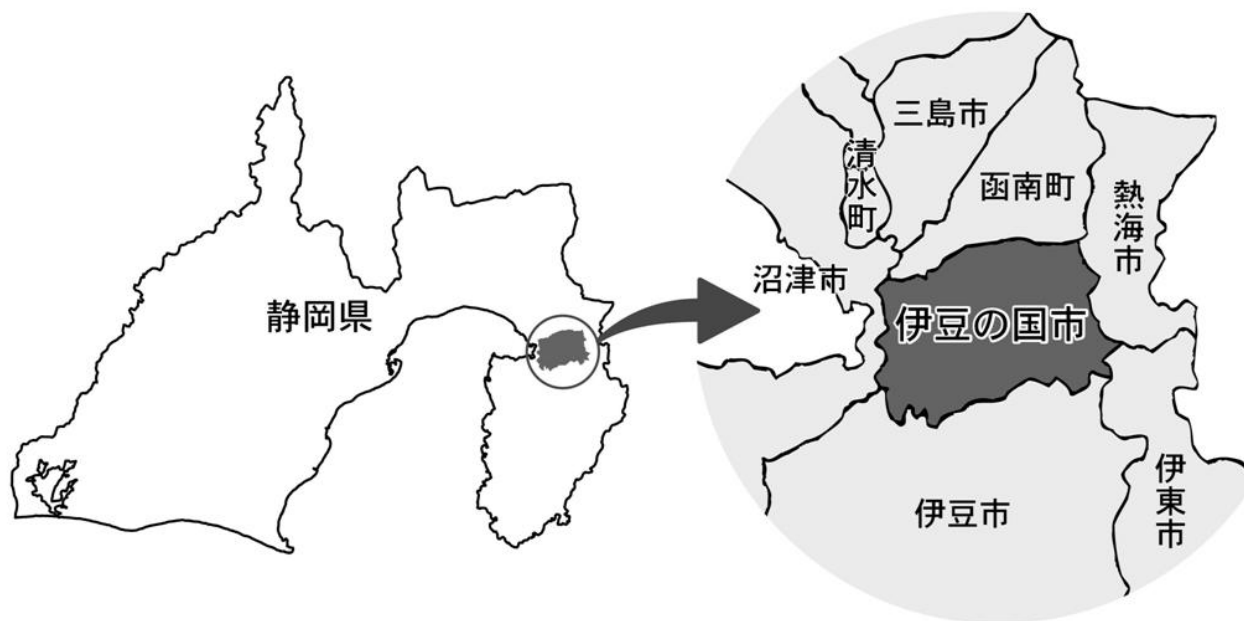 静岡県
三島市
清水町
函南町
熱海市
沼津市
伊豆の国市
伊豆市
伊東市